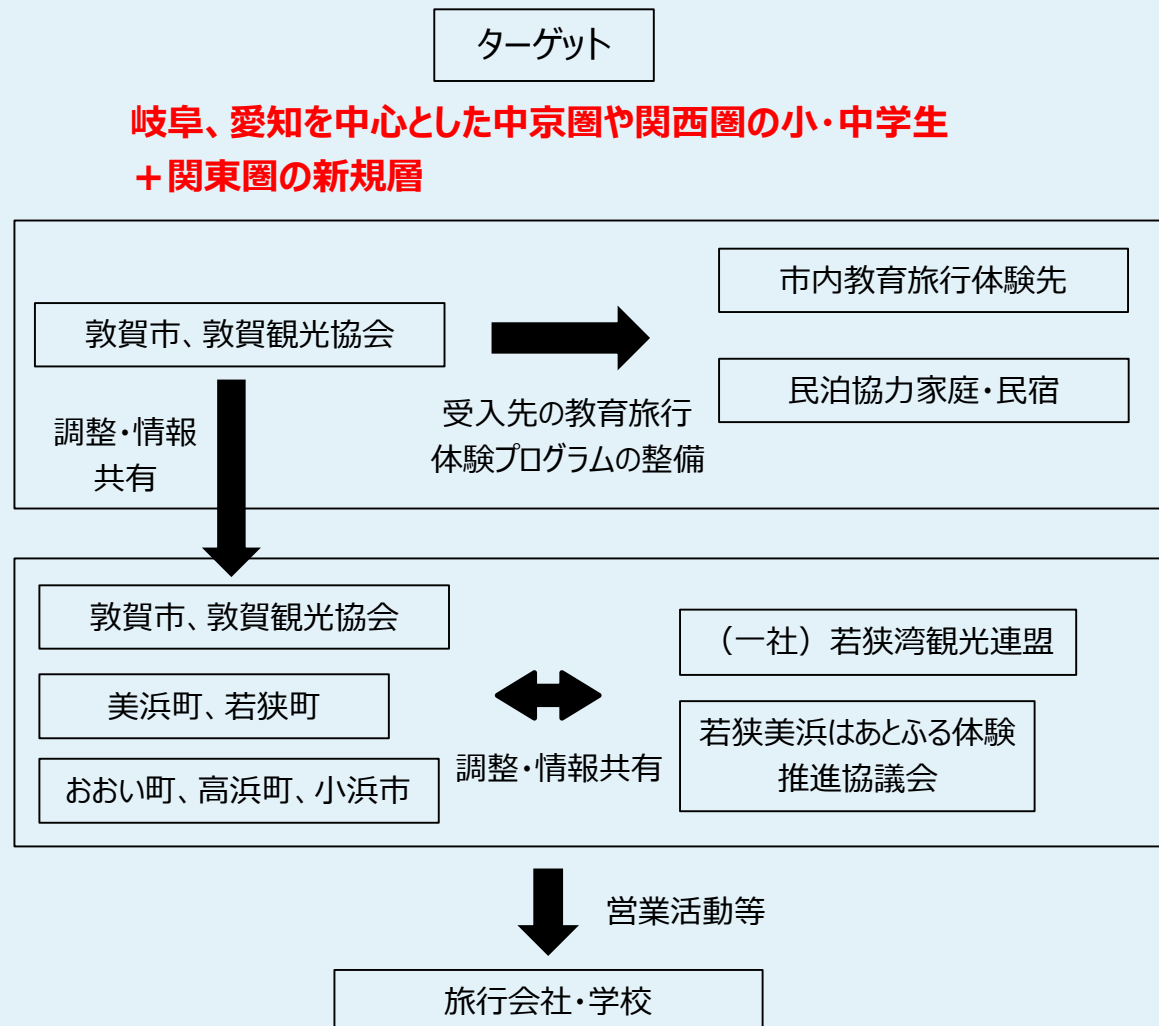 ターゲット
岐阜、愛知を中心とした中京圏や関西圏の小・中学生
＋関東圏の新規層
敦賀市、敦賀観光協会
市内教育旅行体験先
民泊協力家庭・民宿
受入先の教育旅行
体験プログラムの整備
調整・情報
共有
敦賀市、敦賀観光協会
美浜町、若狭町
おおい町、高浜町、小浜市
調整・情報共有
（一社）若狭湾観光連盟
若狭美浜はあとふる体験
推進協議会
営業活動等
旅行会社・学校